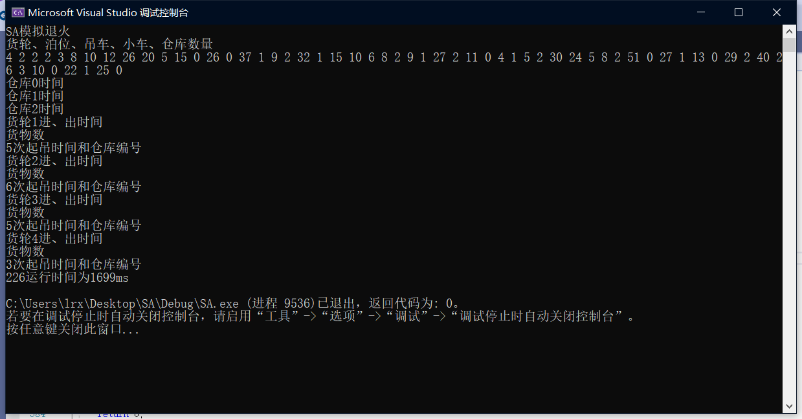 Microsoft Visual Studio 调试控制台
SA模拟退火
货轮、泊位、吊车、小车、仓库数量
4 2 2 2 3 8 10 12 26 20 5 15 0 26 0 37 1 9 2 32 1 15 10 6 8 2 9 1 27 2 11 0 4 1 5 2 30 24 5 8 2 51 0 27 1 13 0 29 2 40 2
6 3 10 0 22 1 25 0
仓库0时间
仓库1时间
仓库2时间
货轮1进、出时间
货物数
5次起吊时间和仓库编号
货轮2进、出时间
货物数
6次起吊时间和仓库编号
货轮3进、出时间
货物数
5次起吊时间和仓库编号
货轮4进、出时间
货物数
3次起吊时间和仓库编号
226运行时间为1699ms
C:\Users\lrx\Desktop\SA\Debug\SA.exe (进程 9536)已退出，返回代码为: 0。
若要在调试停止时自动关闭控制台，请启用“工具”->“选项”->“调试”->“调试停止时自动关闭控制台”。
按任意键关闭此窗口...